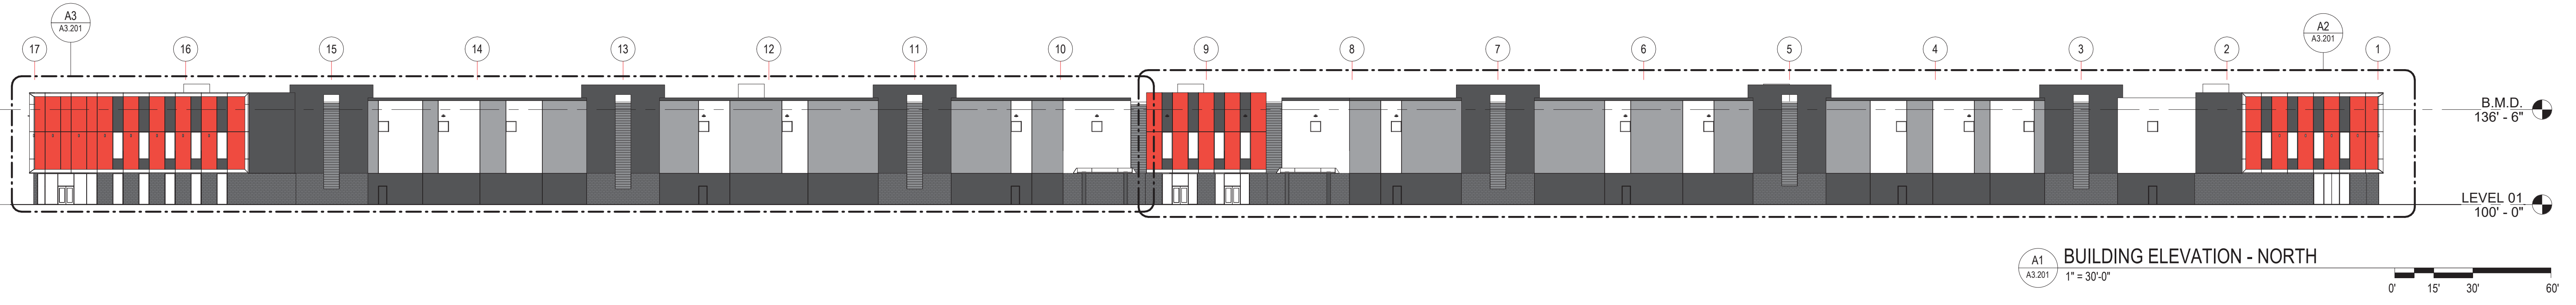 A3
A3.201
A2
A3.201
17 16 15 14 13 12 11 10 9 8 7 6 5 4 3 2 1
B.M.D.
136' - 6"
LEVEL 01
100' - 0"
A1
A3.201
BUILDING ELEVATION - NORTH
1" = 30'-0"
0' 15' 30' 60'